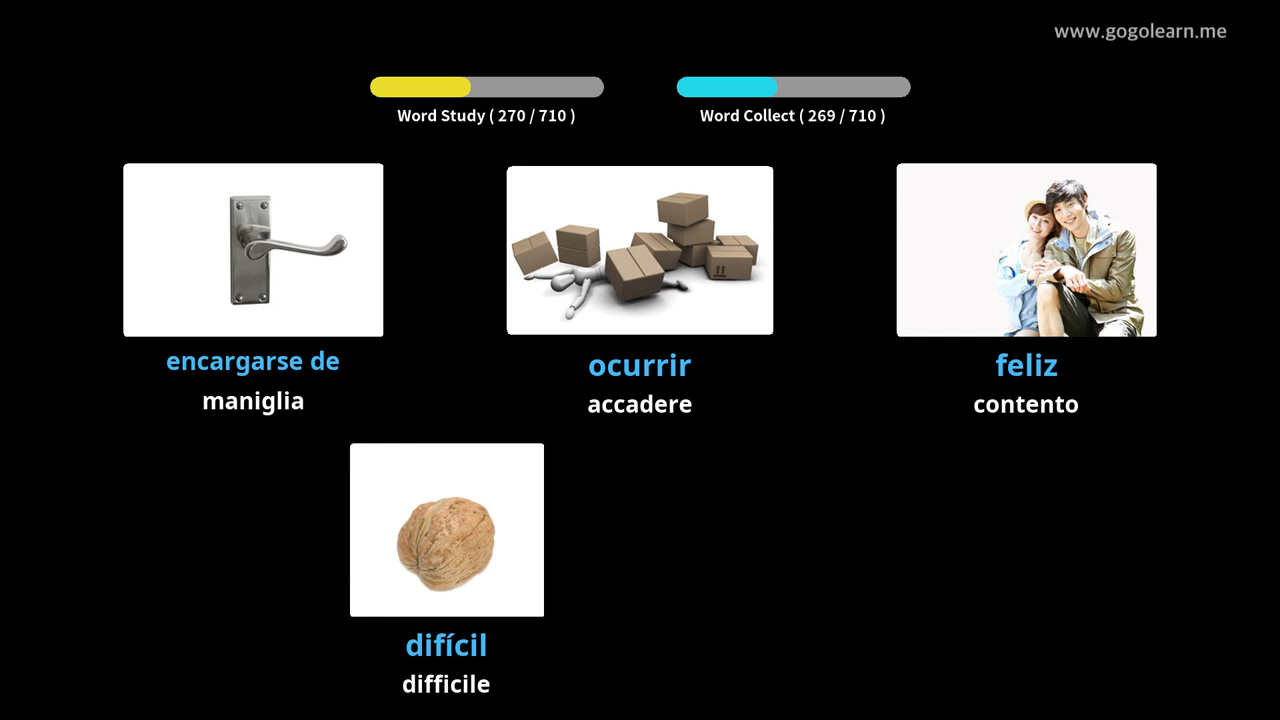 www.gogolearn.me
Word Study ( 270 / 710 )
Word Collect ( 269 / 710 )
encargarse de
maniglia
ocurrir
accadere
feliz
contento
difícil
difficile